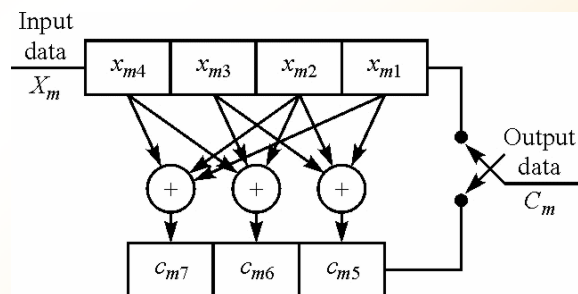 Input
data
X_m
x_m4 x_m3 x_m2 x_m1
Output
data
C_m
+ + +
c_m7 c_m6 c_m5